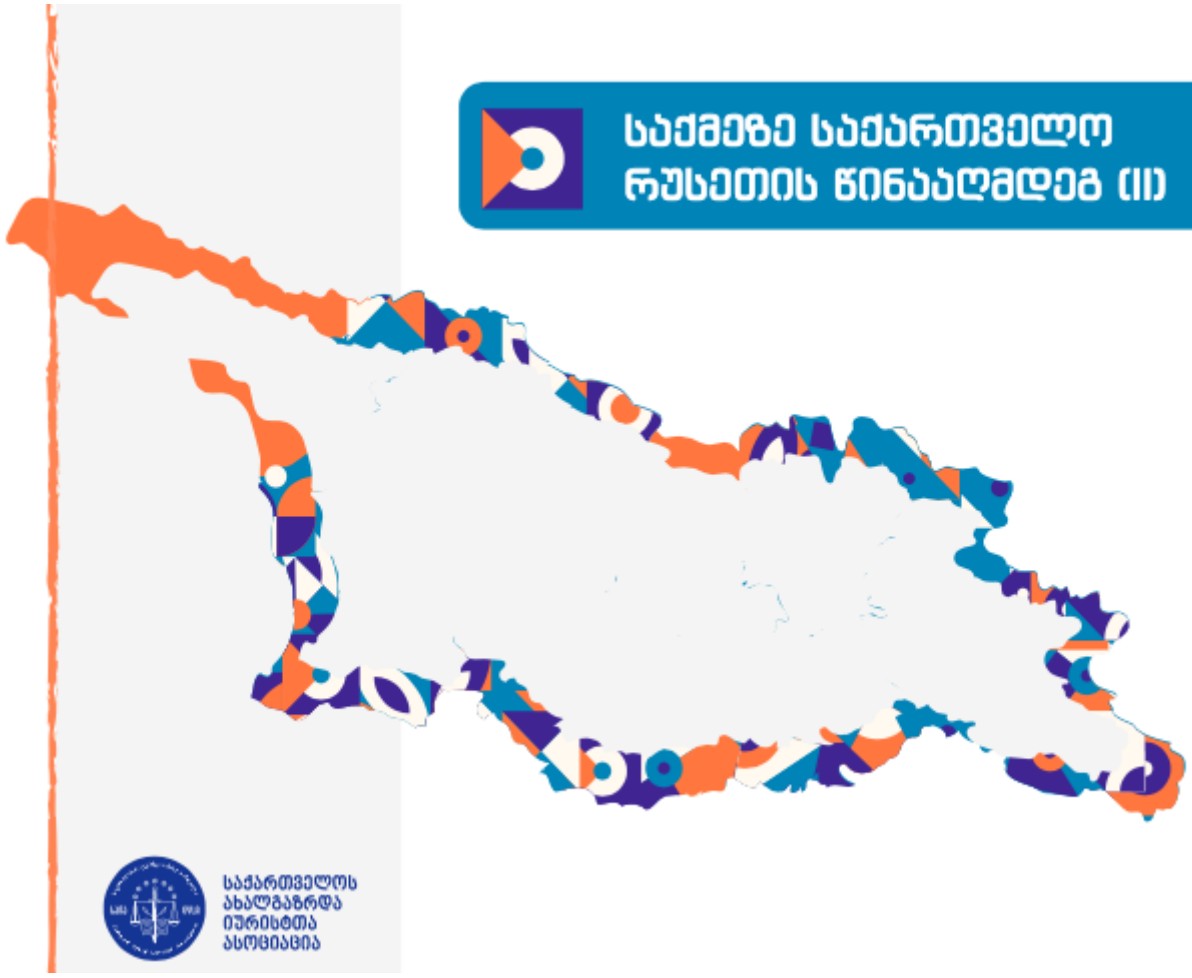 საქმეზე საქართველო
რუსეთის წინააღმდეგ (II)
საქართველოს
ახალგაზრდა
იურისტთა
ასოციაცია